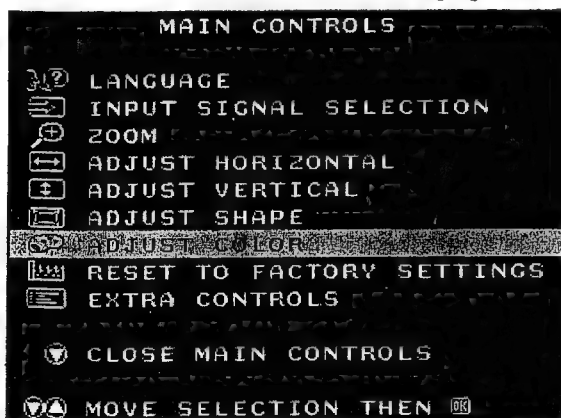 MAIN CONTROLS
LANGUAGE
INPUT SIGNAL SELECTION
ZOOM
ADJUST HORIZONTAL
ADJUST VERTICAL
ADJUST SHAPE
ADJUST COLOR
RESET TO FACTORY SETTINGS
EXTRA CONTROLS
CLOSE MAIN CONTROLS
MOVE SELECTION THEN OK